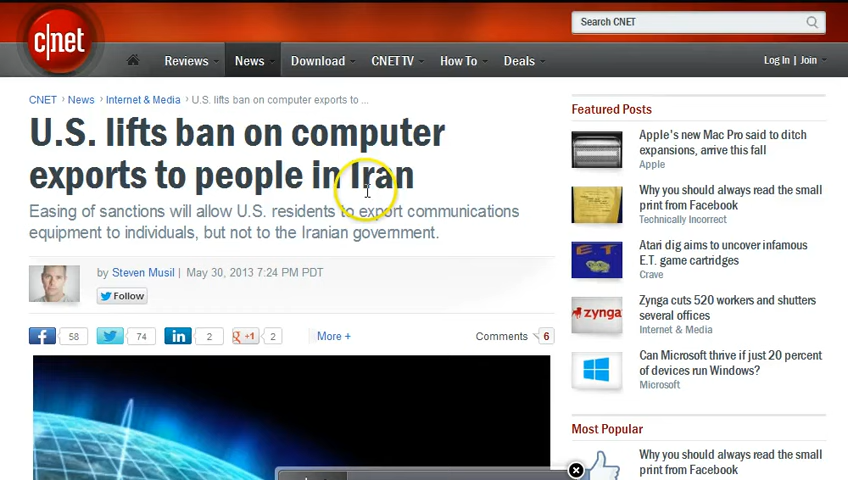 c|net
Search CNET
Reviews
News
Download
CNET TV
How To
Deals
Log In | Join
CNET › News › Internet & Media › U.S. lifts ban on computer exports to ...
U.S. lifts ban on computer
exports to people in Iran
Easing of sanctions will allow U.S. residents to export communications
equipment to individuals, but not to the Iranian government.
by Steven Musil | May 30, 2013 7:24 PM PDT
Follow
58
74
in 2
g +1 2
More +
Comments 6
Featured Posts
Apple's new Mac Pro said to ditch
expansions, arrive this fall
Apple
Why you should always read the small
print from Facebook
Technically Incorrect
Atari dig aims to uncover infamous
E.T. game cartridges
Crave
zynga
Zynga cuts 520 workers and shutters
several offices
Internet & Media
Can Microsoft thrive if just 20 percent
of devices run Windows?
Microsoft
Most Popular
Why you should always read the small
print from Facebook